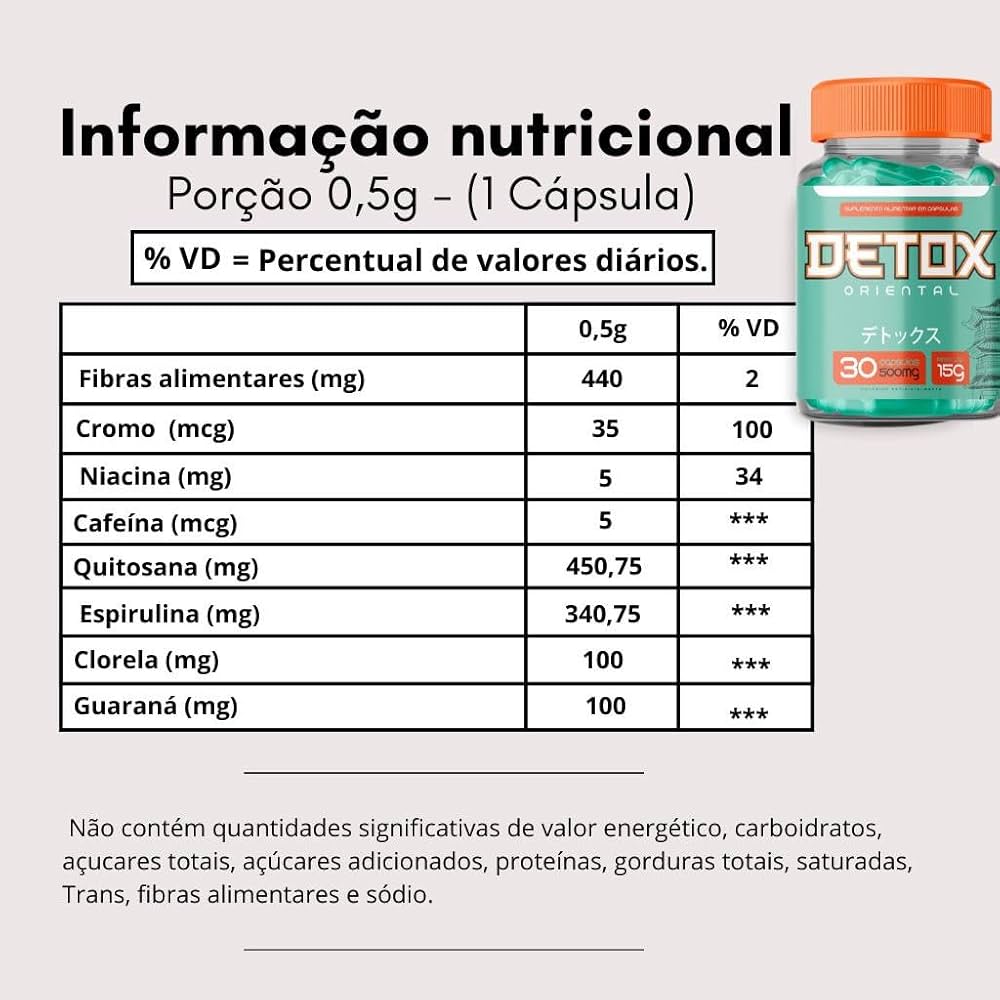 Informação nutricional
Porção 0,5g – (1 Cápsula)
% VD = Percentual de valores diários.
0,5g % VD
Fibras alimentares (mg) 440 2
Cromo (mcg) 35 100
Niacina (mg) 5 34
Cafeína (mcg) 5 ***
Quitosana (mg) 450,75 ***
Espirulina (mg) 340,75 ***
Clorela (mg) 100 ***
Guaraná (mg) 100 ***
Não contém quantidades significativas de valor energético, carboidratos,
açucares totais, açúcares adicionados, proteínas, gorduras totais, saturadas,
Trans, fibras alimentares e sódio.
SUPLEMENTO ALIMENTAR EM CÁPSULAS
DETOX
ORIENTAL
デトックス
30 cápsulas
500mg
15g